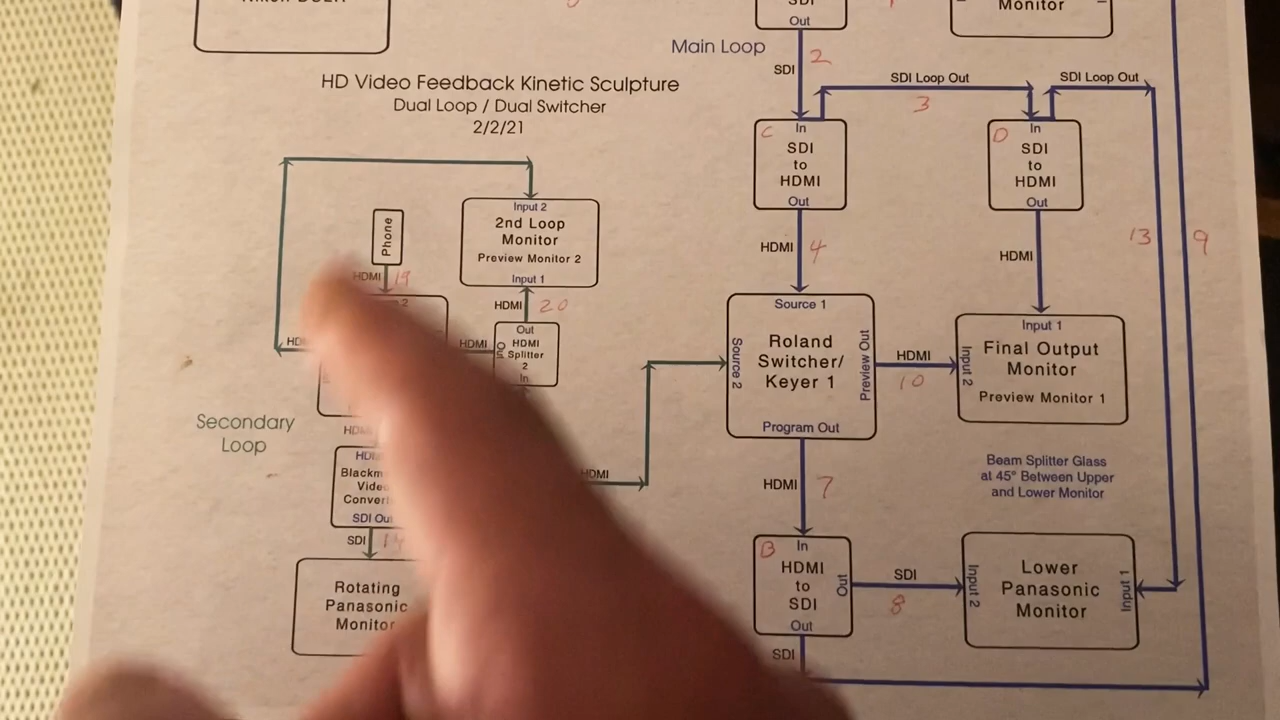 SDI
Out
Monitor
Main Loop
SDI
2
HD Video Feedback Kinetic Sculpture
Dual Loop / Dual Switcher
2/2/21
SDI Loop Out
3
SDI Loop Out
C
In
SDI
to
HDMI
Out
D
In
SDI
to
HDMI
Out
13
9
Phone
HDMI
19
Input 2
2nd Loop
Monitor
Preview Monitor 2
Input 1
HDMI
20
HDMI
4
HDMI
2
HDMI
Out
Out
HDMI
Splitter
2
In
Source 1
Source 2
Roland
Switcher/
Keyer 1
Preview Out
Program Out
HDMI
10
Input 1
Input 2
Final Output
Monitor
Preview Monitor 1
Secondary
Loop
HDMI
HDMI
7
Beam Splitter Glass
at 45° Between Upper
and Lower Monitor
SDI Out
SDI
14
Rotating
Panasonic
Monitor
B
In
HDMI
to
SDI
Out
Out
SDI
SDI
8
Input 2
Lower
Panasonic
Monitor
Input 1